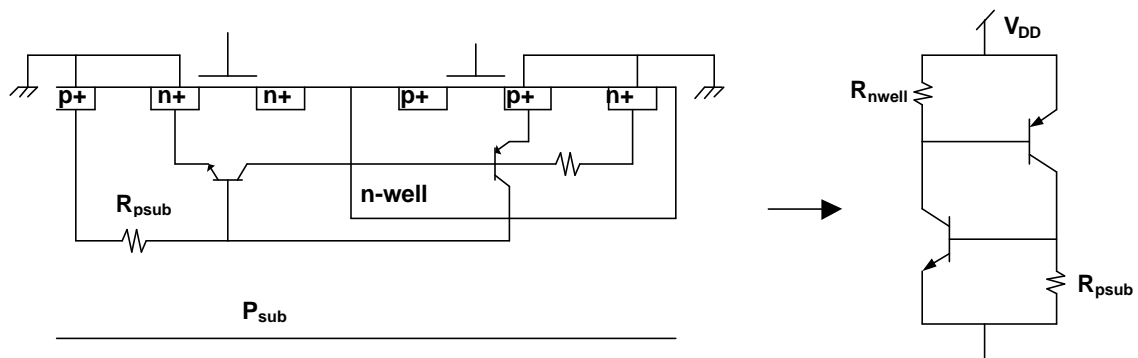 V_DD
p+ n+ n+ p+ p+ n+
R_nwell
n-well
R_psub
R_psub
P_sub